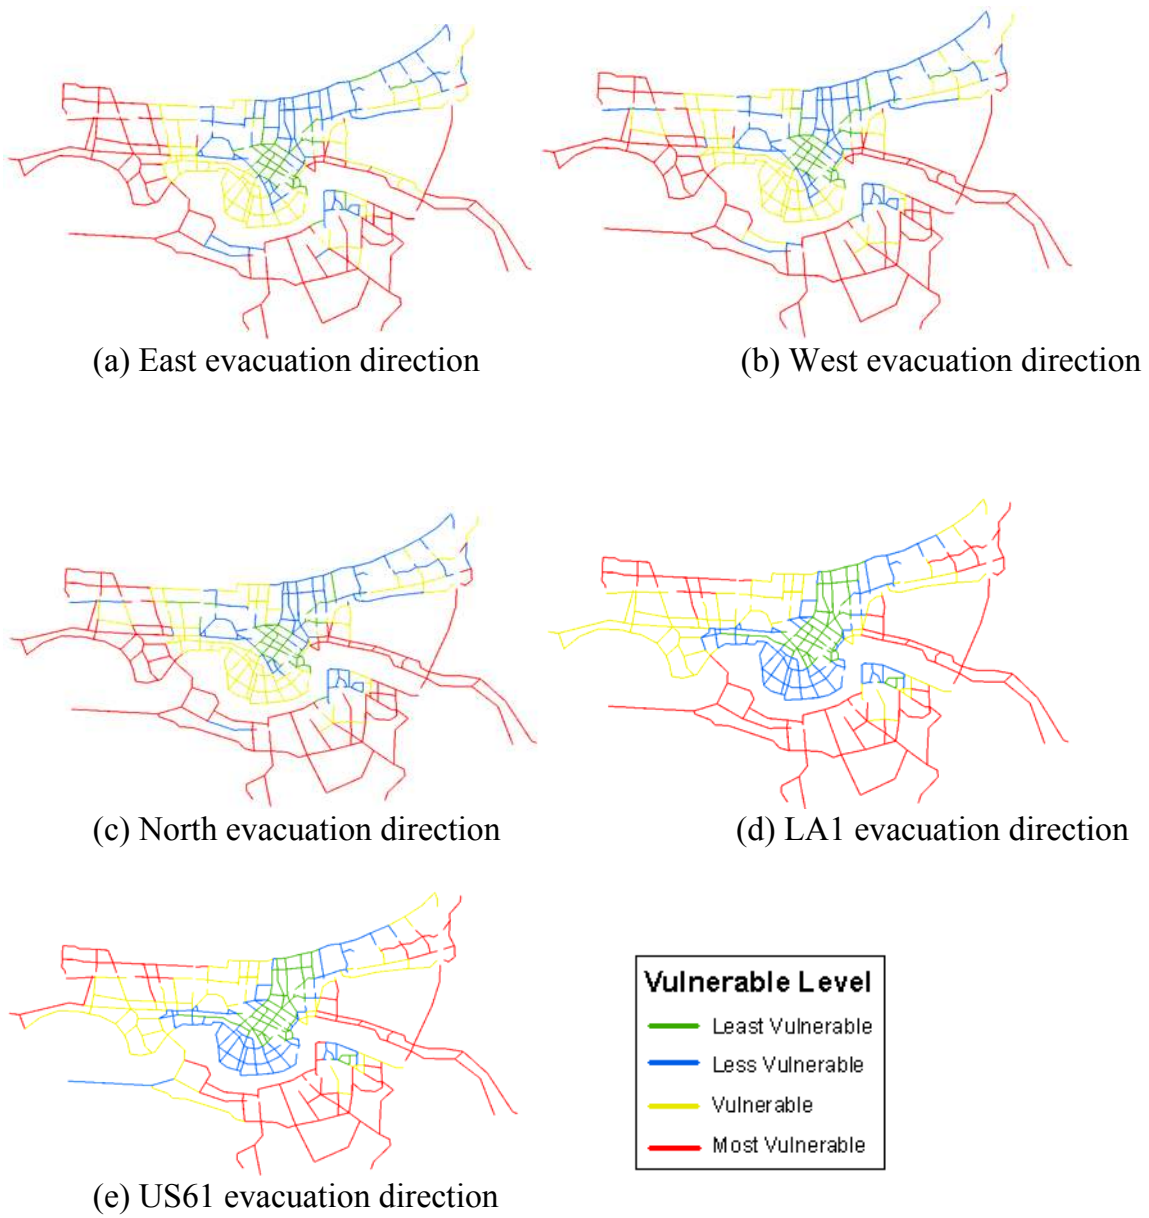 (a) East evacuation direction
(b) West evacuation direction
(c) North evacuation direction
(d) LA1 evacuation direction
Vulnerable Level
Least Vulnerable
Less Vulnerable
Vulnerable
Most Vulnerable
(e) US61 evacuation direction